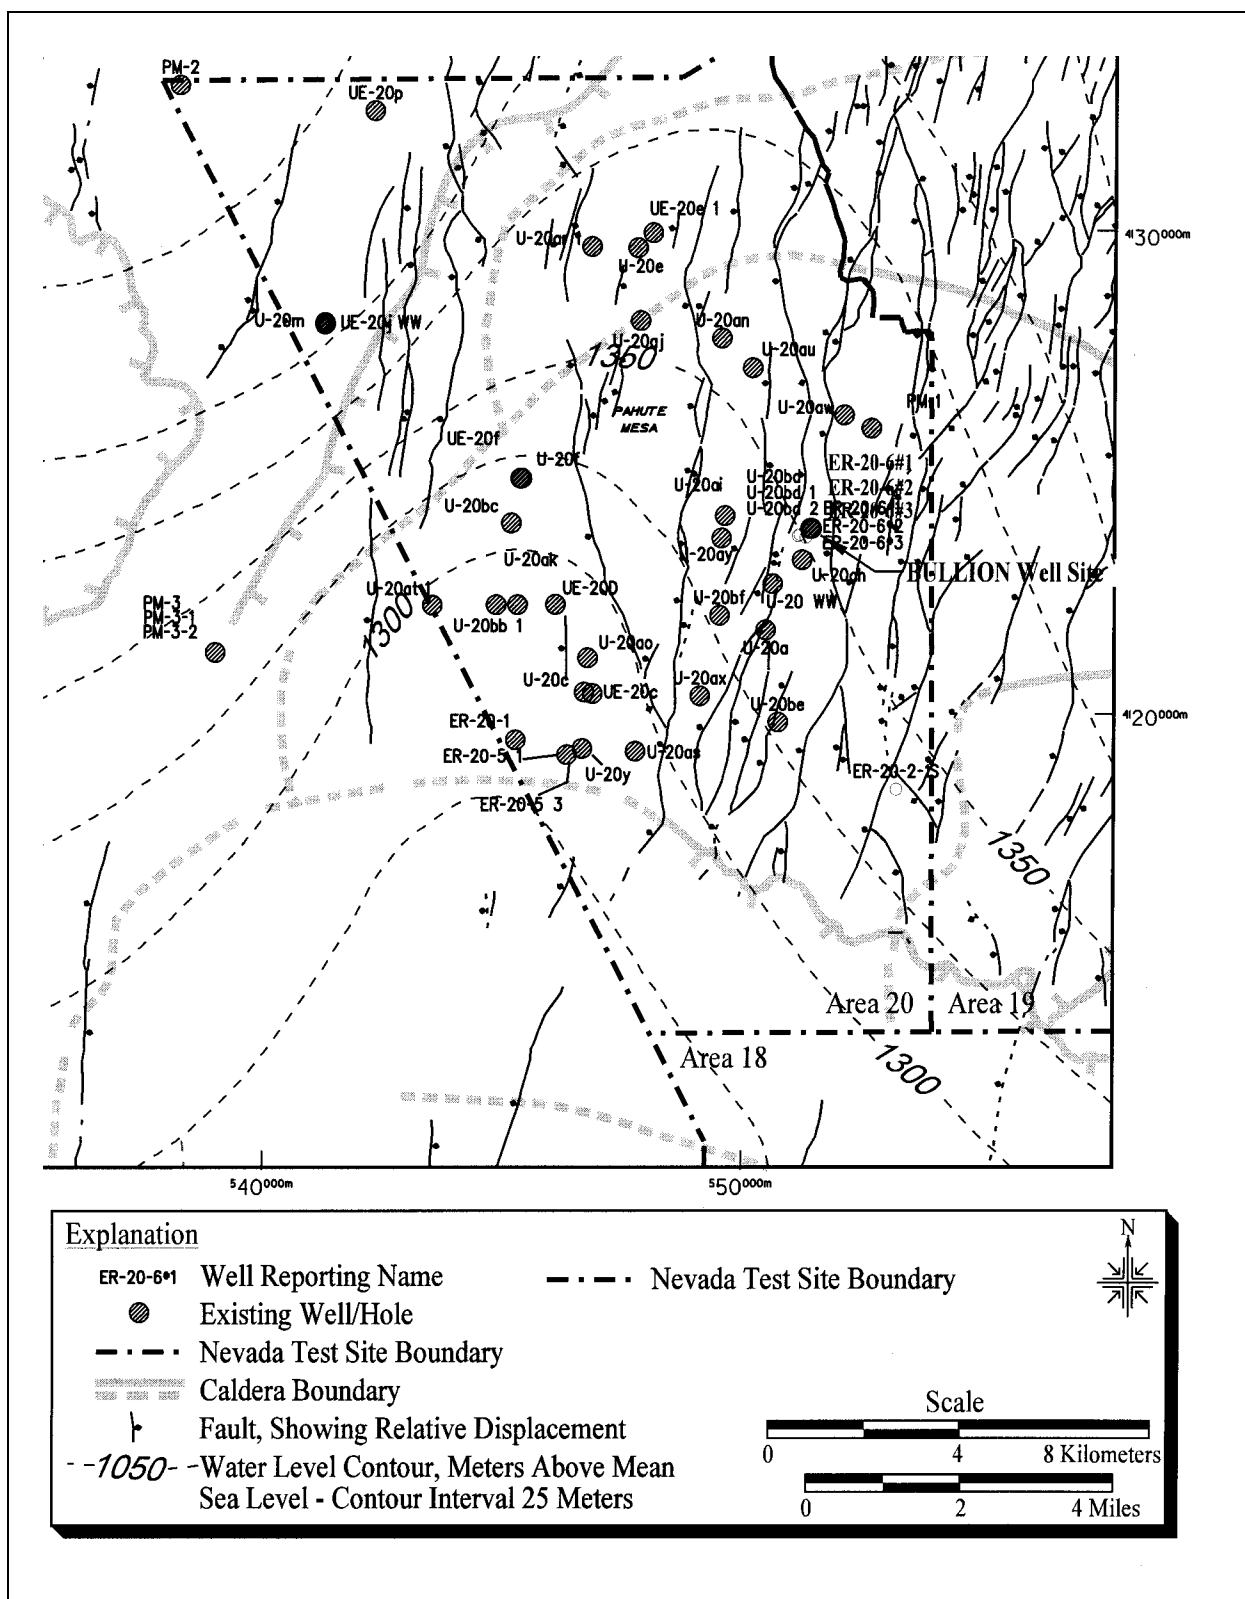 PM-2
UE-20p
UE-20e 1
U-20ar 1
U-20e
4130000m
U-20m
UE-20j WW
U-20an
U-20aj
1350
U-20au
PAHUTE
MESA
U-20aw
PM-1
UE-20f
U-20f
ER-20-6#1
U-20bd
U-20ai
U-20bd 1
ER-20-6#2
U-20bc
U-20bd 2
ER-20-6#3
ER-20-6#2
U-20ay
ER-20-6#3
U-20ak
U-20ah
BULLION Well Site
U-20at 1
UE-20D
U-20bf
U-20 WW
PM-3
PM-3-1
PM-3-2
1300
U-20bb 1
U-20ao
U-20a
U-20c
UE-20c
U-20ax
U-20be
ER-20-1
4120000m
ER-20-5 1
U-20as
U-20y
ER-20-2-1S
ER-20-5 3
1350
Area 20
Area 19
Area 18
1300
540000m
550000m
Explanation
ER-20-6#1 Well Reporting Name
Existing Well/Hole
Nevada Test Site Boundary
Caldera Boundary
Fault, Showing Relative Displacement
1050 Water Level Contour, Meters Above Mean
Sea Level - Contour Interval 25 Meters
Nevada Test Site Boundary
N
Scale
0 4 8 Kilometers
0 2 4 Miles